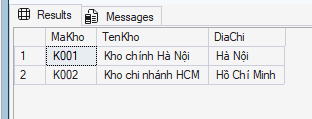 Results Messages
MaKho TenKho DiaChi
1 K001 Kho chính Hà Nội Hà Nội
2 K002 Kho chi nhánh HCM Hồ Chí Minh